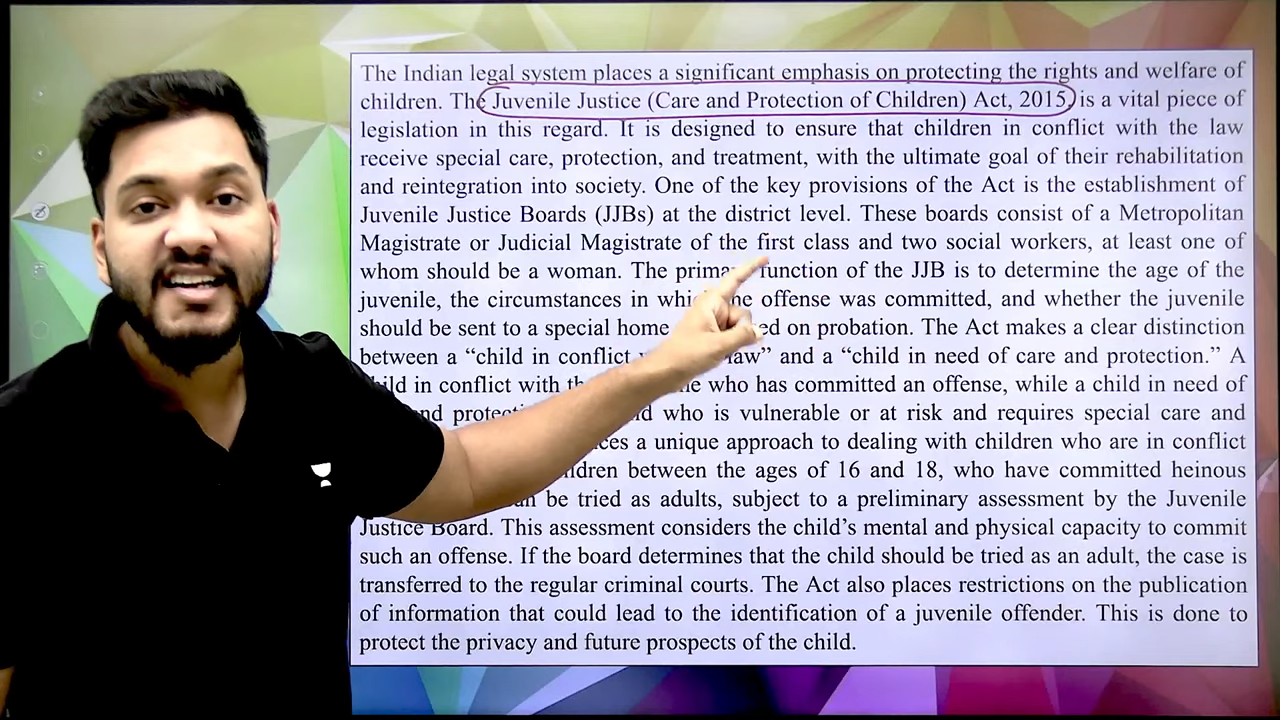 The Indian legal system places a significant emphasis on protecting the rights and welfare of
children. The Juvenile Justice (Care and Protection of Children) Act, 2015, is a vital piece of
legislation in this regard. It is designed to ensure that children in conflict with the law
receive special care, protection, and treatment, with the ultimate goal of their rehabilitation
and reintegration into society. One of the key provisions of the Act is the establishment of
Juvenile Justice Boards (JJBs) at the district level. These boards consist of a Metropolitan
Magistrate or Judicial Magistrate of the first class and two social workers, at least one of
whom should be a woman. The function of the JJB is to determine the age of the
juvenile, the circumstances in offense was committed, and whether the juvenile
should be sent to a special home on probation. The Act makes a clear distinction
between a “child in conflict law” and a “child in need of care and protection.” A
in conflict with who has committed an offense, while a child in need of
who is vulnerable or at risk and requires special care and
a unique approach to dealing with children who are in conflict
between the ages of 16 and 18, who have committed heinous
be tried as adults, subject to a preliminary assessment by the Juvenile
Justice Board. This assessment considers the child’s mental and physical capacity to commit
such an offense. If the board determines that the child should be tried as an adult, the case is
transferred to the regular criminal courts. The Act also places restrictions on the publication
of information that could lead to the identification of a juvenile offender. This is done to
protect the privacy and future prospects of the child.